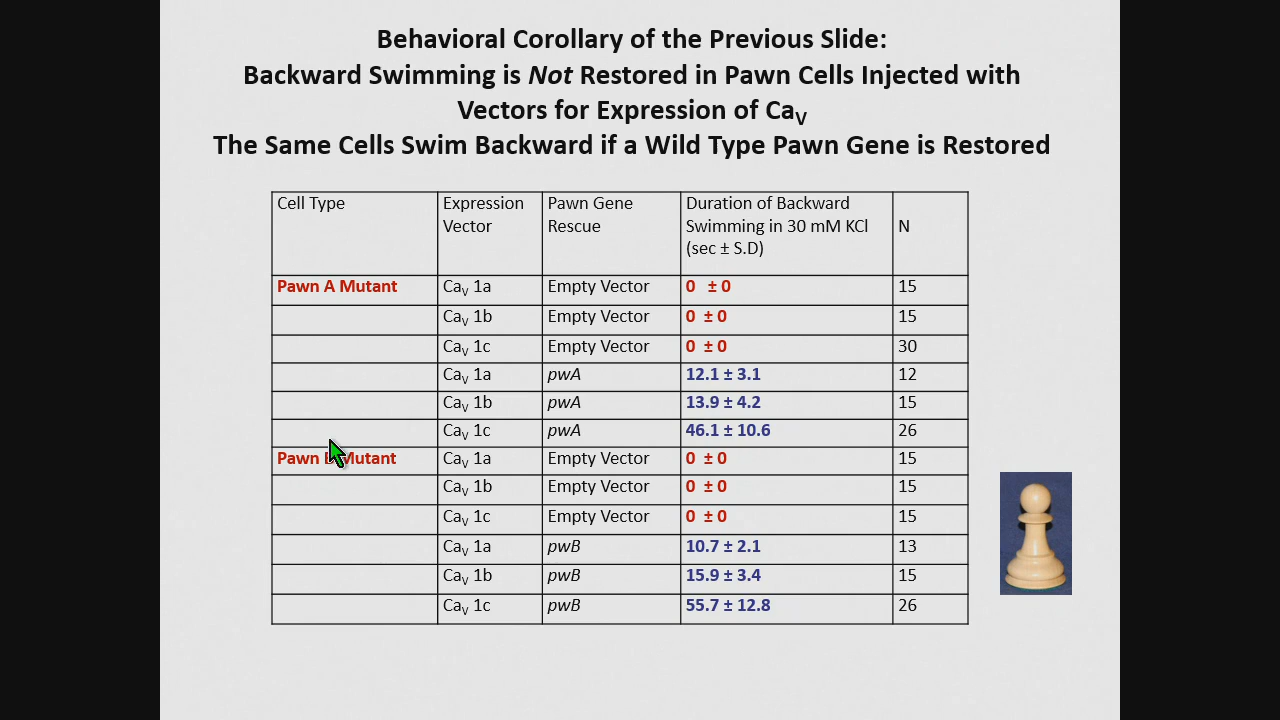 Behavioral Corollary of the Previous Slide:
Backward Swimming is Not Restored in Pawn Cells Injected with
Vectors for Expression of CaV
The Same Cells Swim Backward if a Wild Type Pawn Gene is Restored
Cell Type Expression Vector Pawn Gene Rescue Duration of Backward Swimming in 30 mM KCl (sec ± S.D) N
Pawn A Mutant CaV 1a Empty Vector 0 ± 0 15
CaV 1b Empty Vector 0 ± 0 15
CaV 1c Empty Vector 0 ± 0 30
CaV 1a pwA 12.1 ± 3.1 12
CaV 1b pwA 13.9 ± 4.2 15
CaV 1c pwA 46.1 ± 10.6 26
Pawn Mutant CaV 1a Empty Vector 0 ± 0 15
CaV 1b Empty Vector 0 ± 0 15
CaV 1c Empty Vector 0 ± 0 15
CaV 1a pwB 10.7 ± 2.1 13
CaV 1b pwB 15.9 ± 3.4 15
CaV 1c pwB 55.7 ± 12.8 26